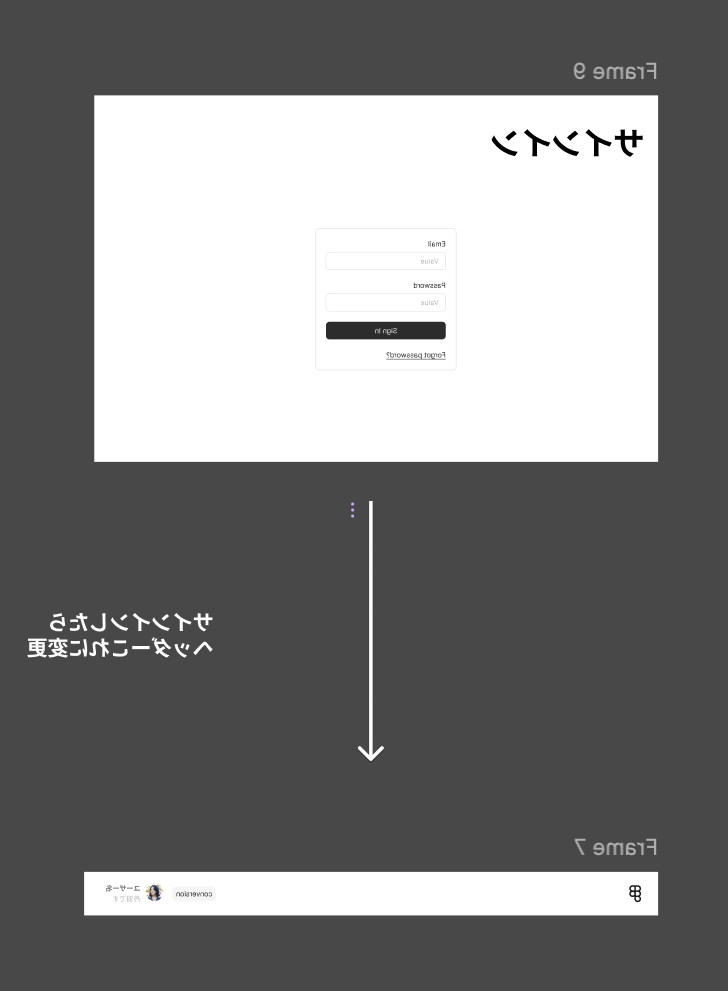 Frame 9
サインイン
Email
Value
Password
Value
Sign In
Forgot password?
サインインしたら
ヘッダーこれに変更
Frame 7
conversion
ユーザー名